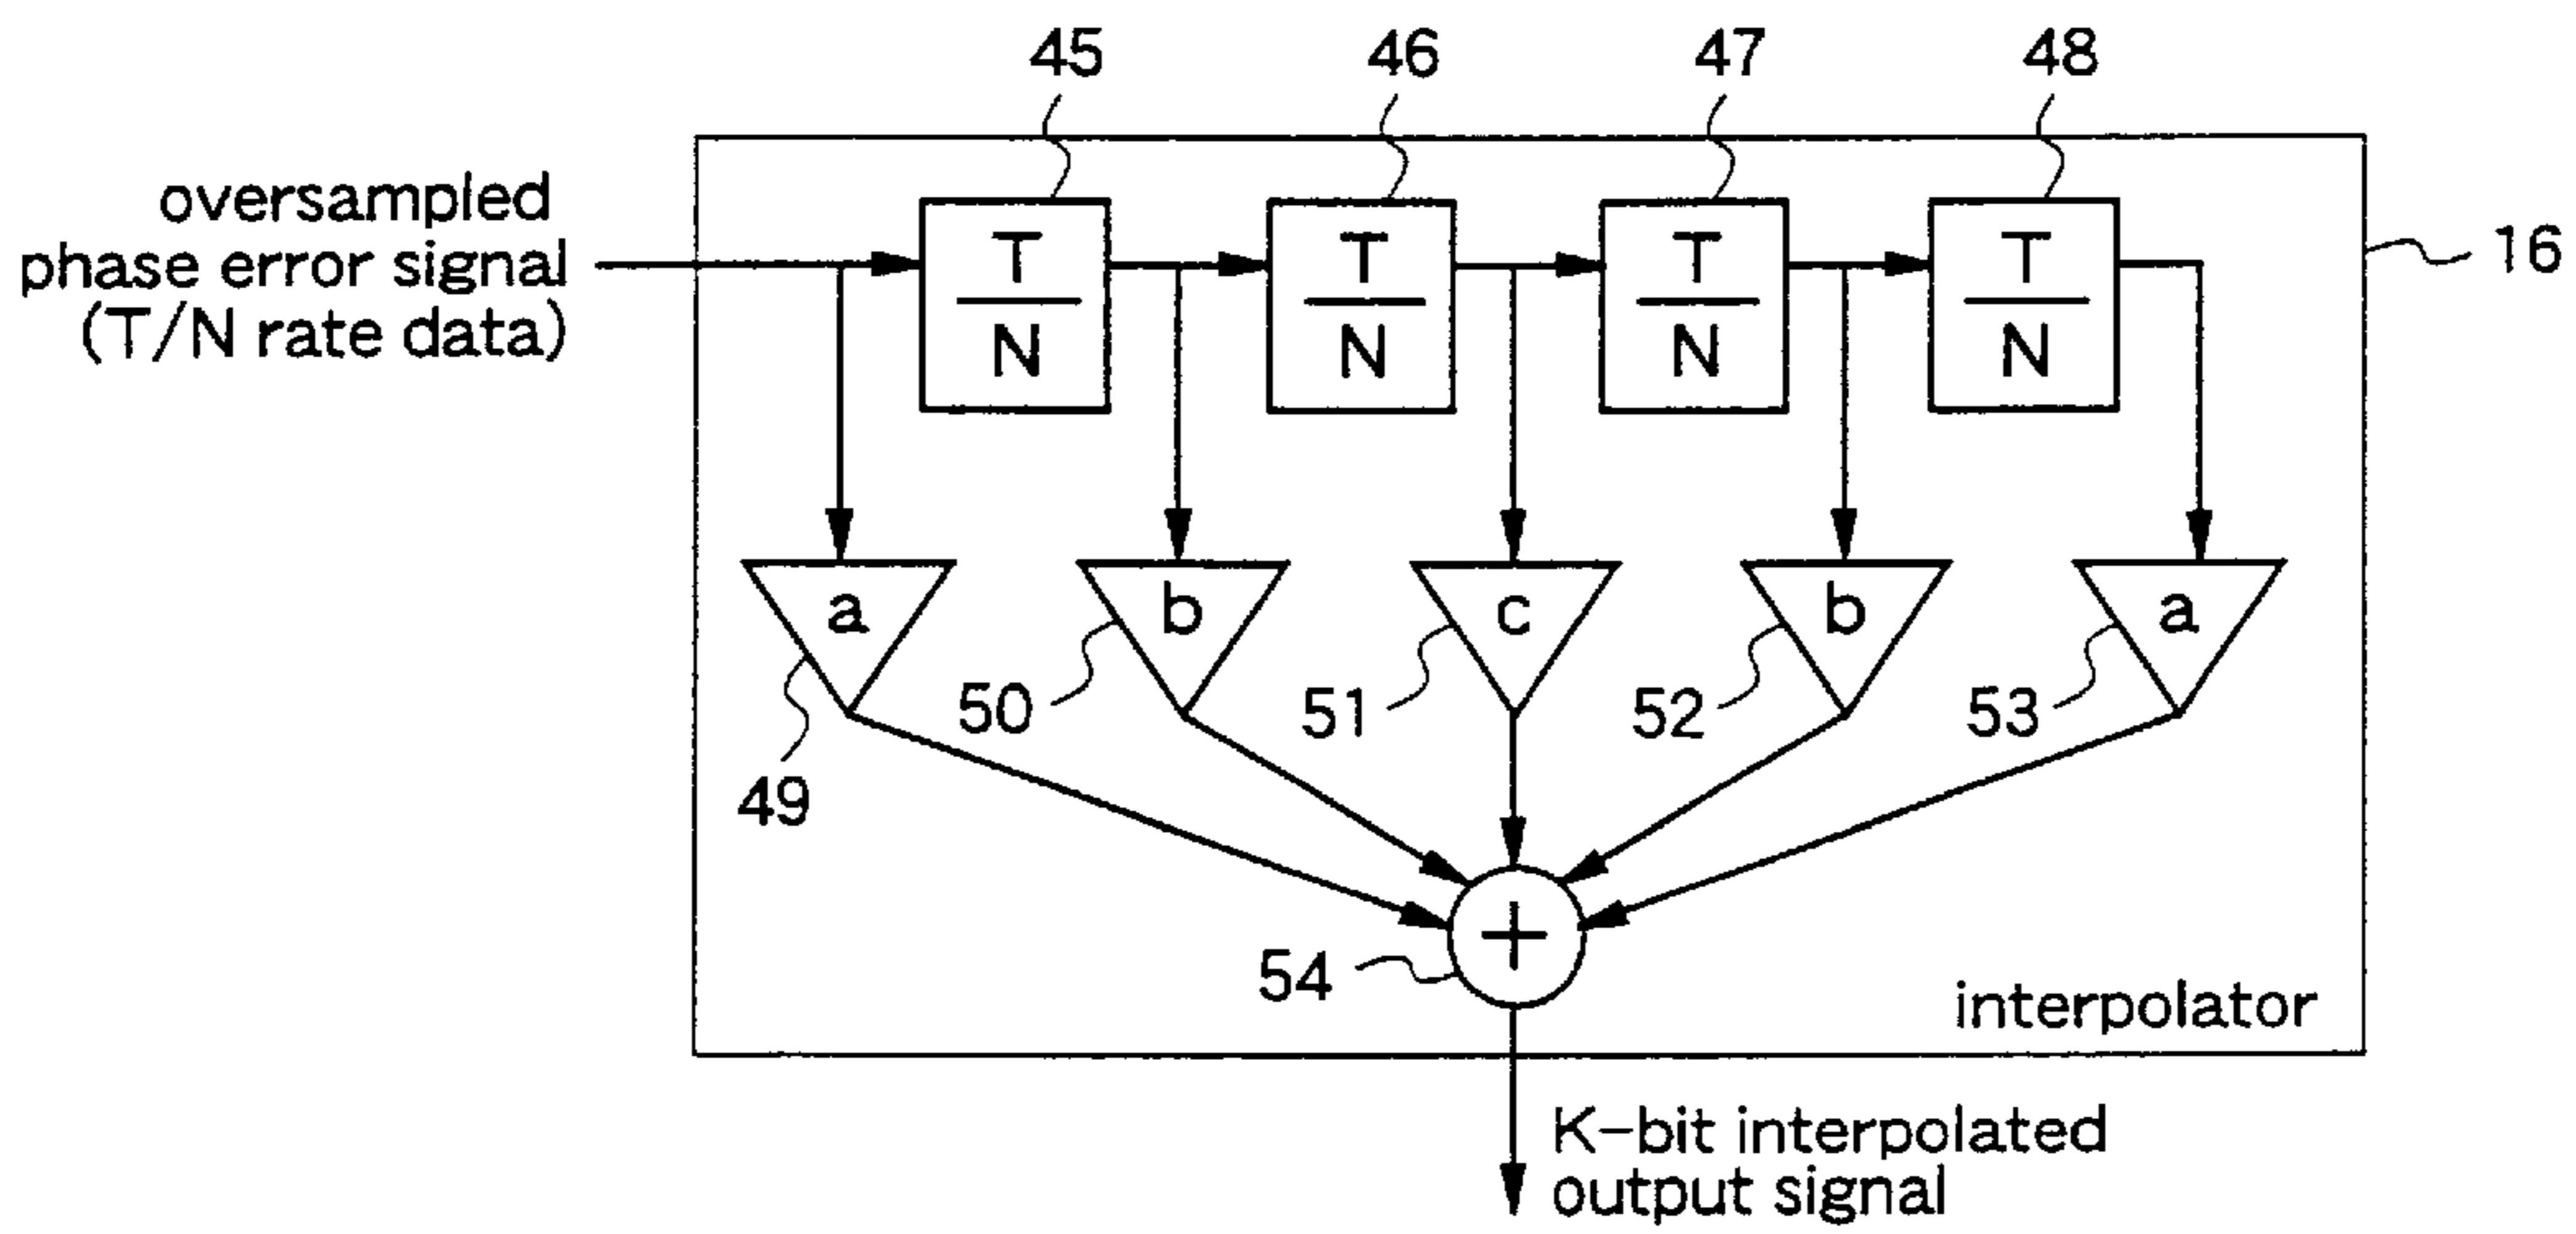 45 46 47 48
oversampled
phase error signal
(T/N rate data)
T T T T
N N N N
16
a b c b a
49 50 51 52 53
54
+
interpolator
K-bit interpolated
output signal